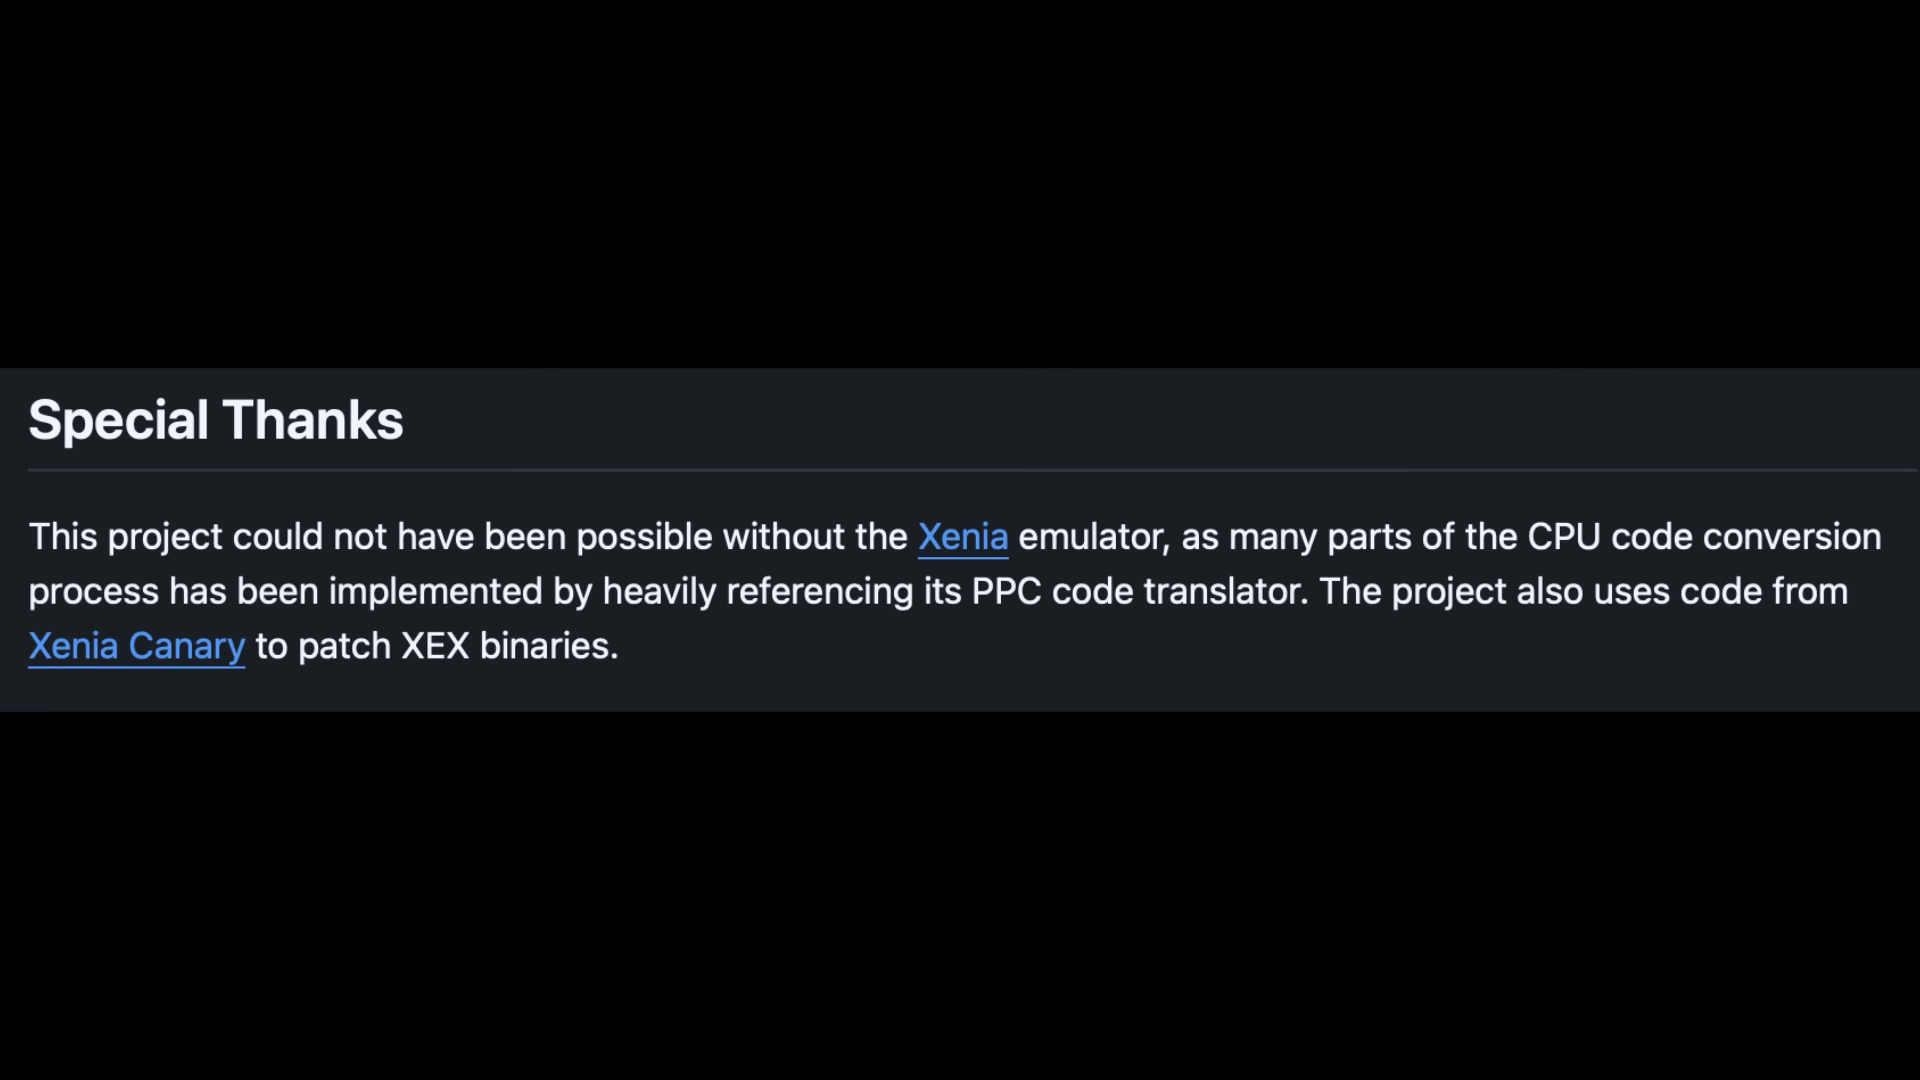 Special Thanks
This project could not have been possible without the Xenia emulator, as many parts of the CPU code conversion
process has been implemented by heavily referencing its PPC code translator. The project also uses code from
Xenia Canary to patch XEX binaries.